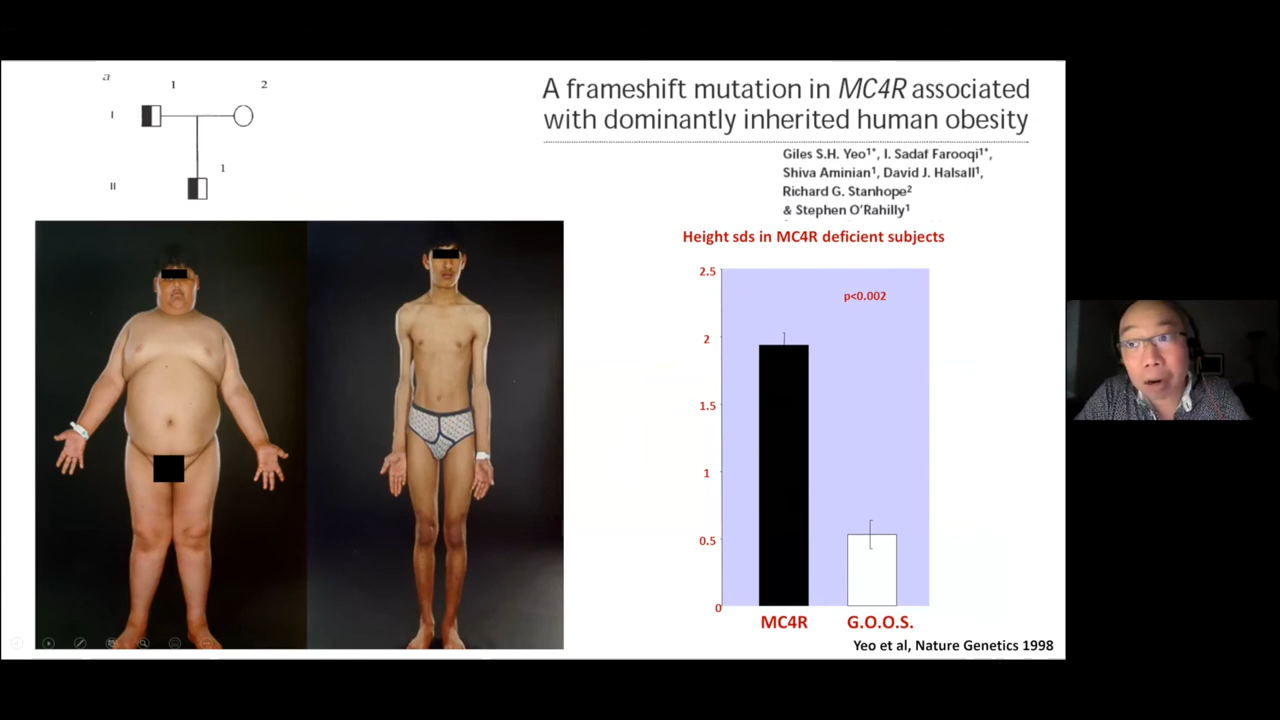 a
1
2
I
1
II
A frameshift mutation in MC4R associated
with dominantly inherited human obesity
Giles S.H. Yeo¹*, I. Sadaf Farooqi¹*,
Shiva Aminian¹, David J. Halsall¹,
Richard G. Stanhope²
& Stephen O'Rahilly¹
Height sds in MC4R deficient subjects
2.5
p<0.002
2
1.5
1
0.5
0
MC4R G.O.O.S.
Yeo et al, Nature Genetics 1998